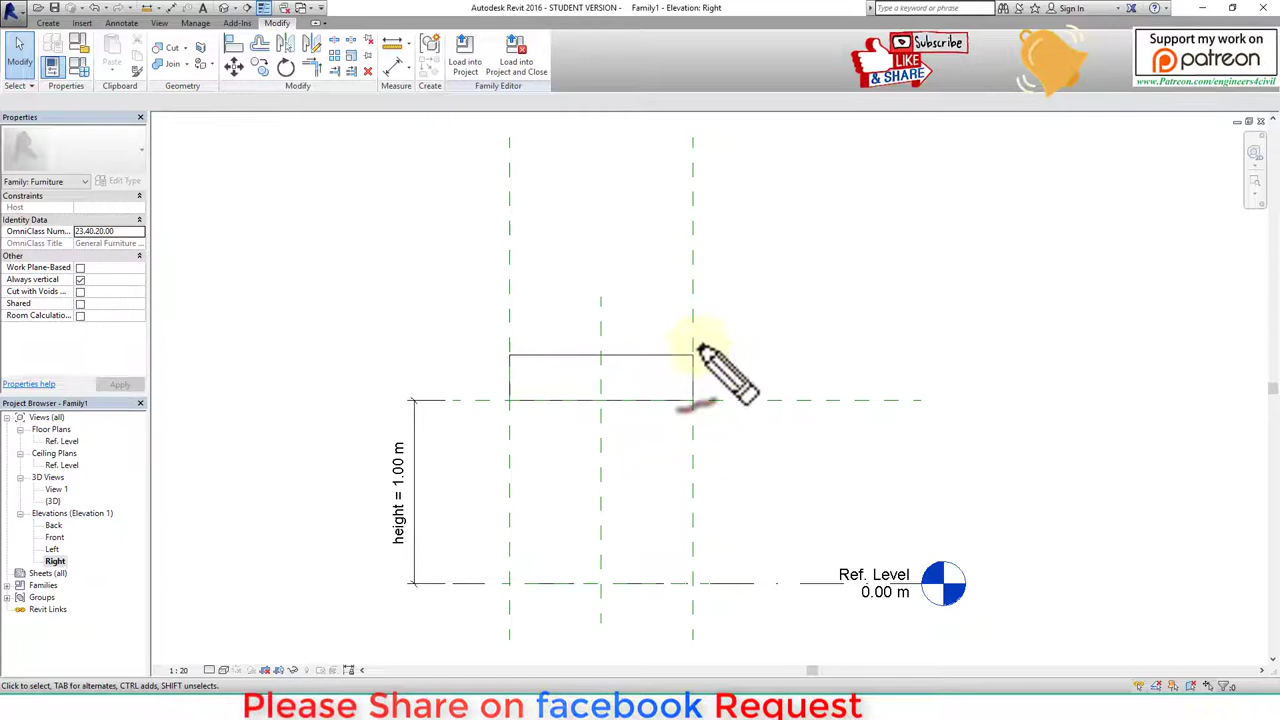 Autodesk Revit 2016 - STUDENT VERSION - Family1 - Elevation: Right
Type a keyword or phrase
Sign In
Create Insert Annotate View Manage Add-Ins Modify
Modify
Paste
Cut
Join
Load into
Project
Load into
Project and Close
Select Properties Clipboard Geometry Modify Measure Create Family Editor
Subscribe
LIKE
& SHARE
Support my work on
patreon
www.Patreon.com/engineers4civil
Properties
Family: Furniture
Edit Type
Constraints
Host
Identity Data
OmniClass Num... 23.40.20.00
OmniClass Title General Furniture ...
Other
Work Plane-Based
Always vertical
Cut with Voids ...
Shared
Room Calculatio...
Properties help
Apply
Project Browser - Family1
Views (all)
Floor Plans
Ref. Level
Ceiling Plans
Ref. Level
3D Views
View 1
{3D}
Elevations (Elevation 1)
Back
Front
Left
Right
Sheets (all)
Families
Groups
Revit Links
height = 1.00 m
Ref. Level
0.00 m
1 : 20
Click to select, TAB for alternates, CTRL adds, SHIFT unselects.
:0
Please Share on facebook Request